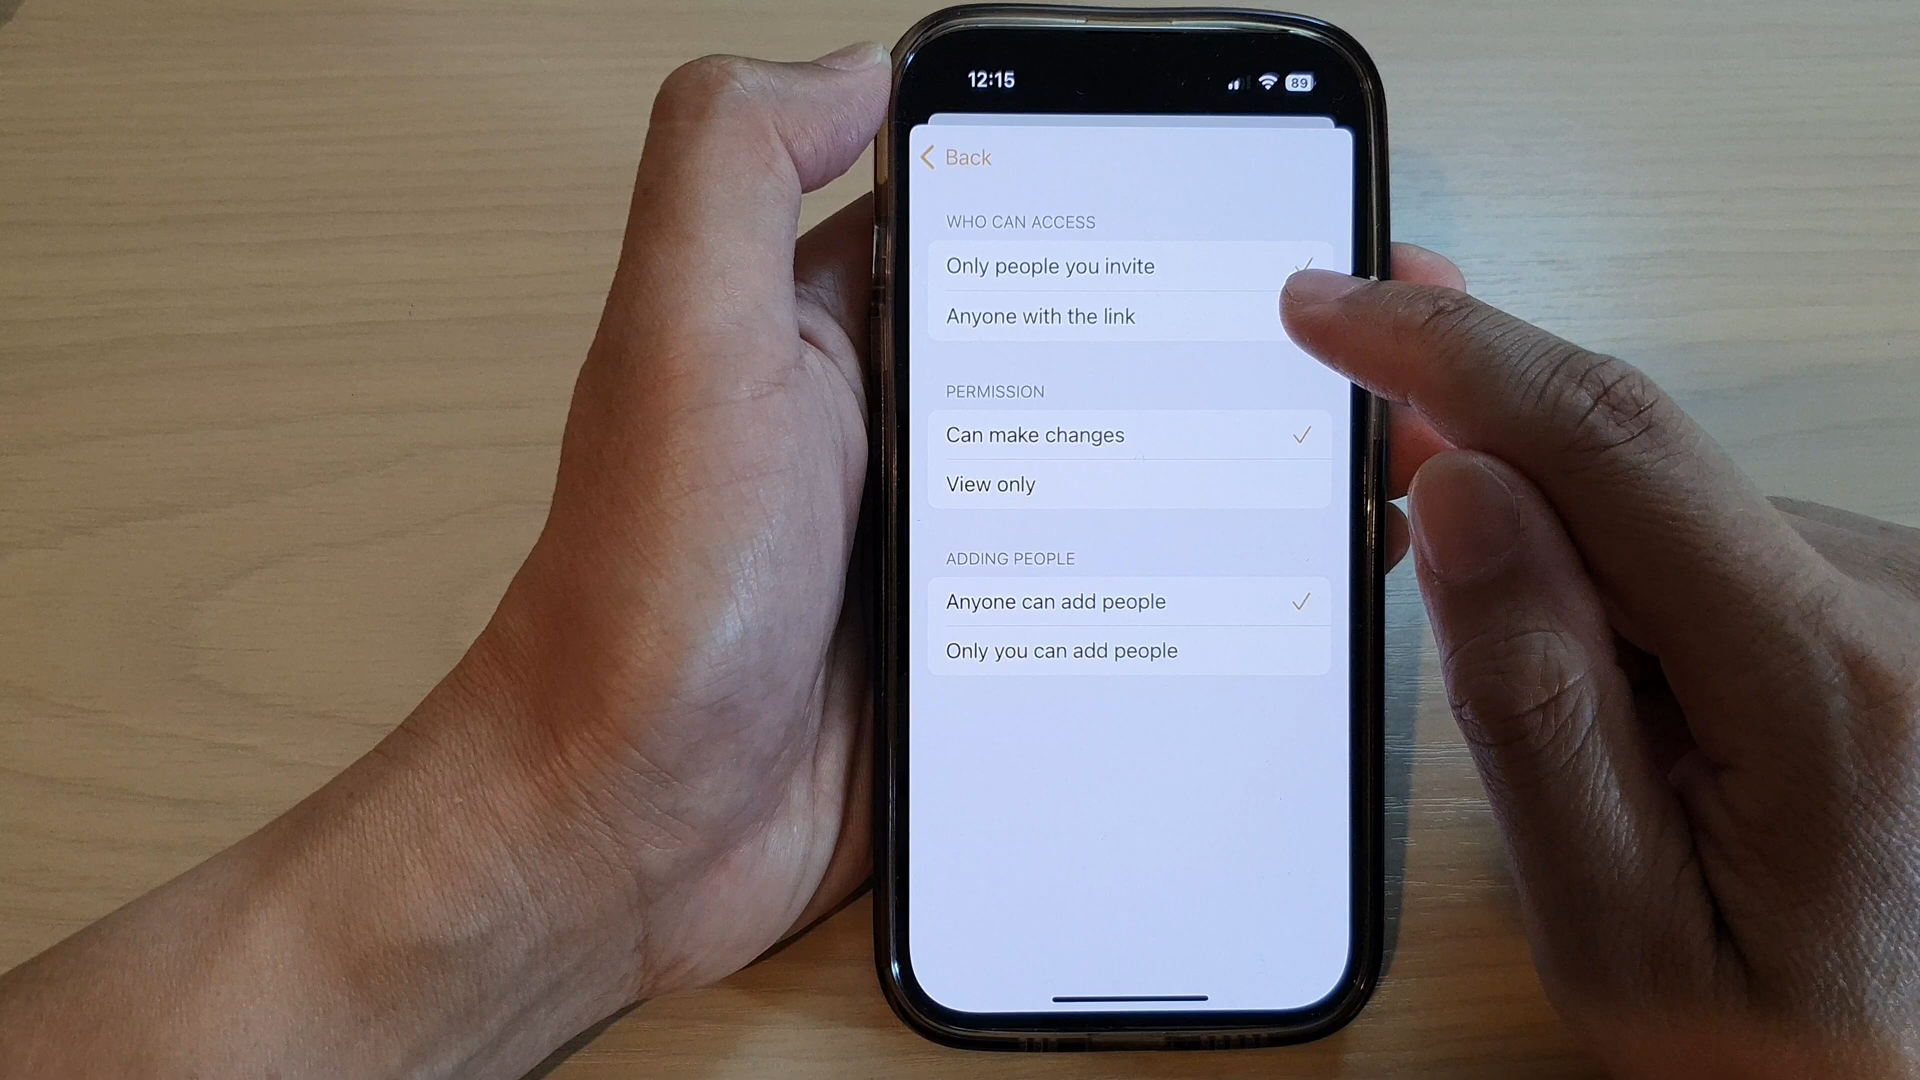 12:15
89
Back
WHO CAN ACCESS
Only people you invite
Anyone with the link
PERMISSION
Can make changes
View only
ADDING PEOPLE
Anyone can add people
Only you can add people